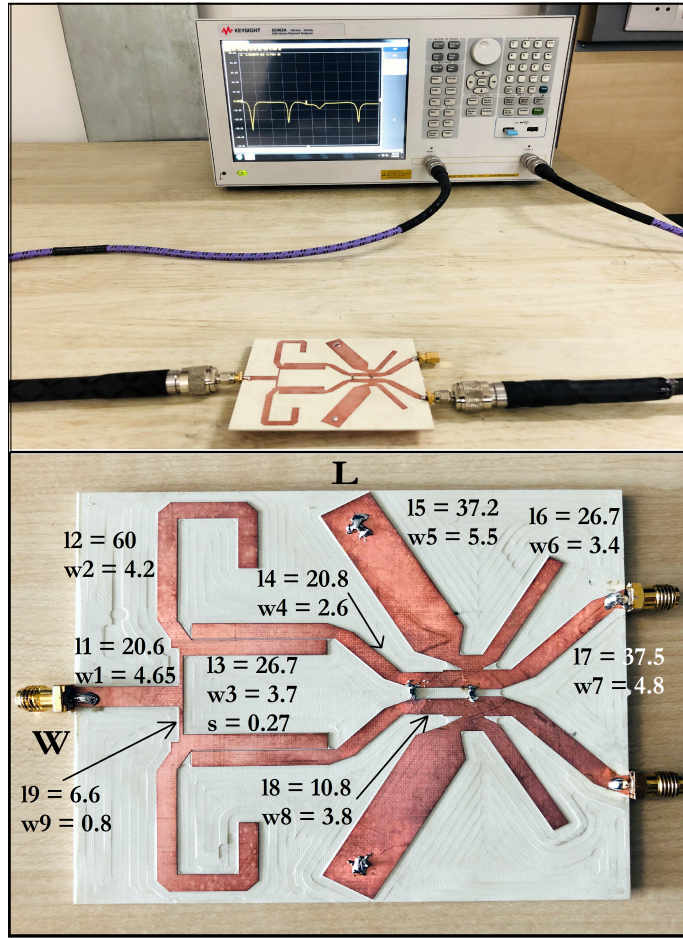 KEYSIGHT
L
l5 = 37.2
w5 = 5.5
l6 = 26.7
w6 = 3.4
l2 = 60
w2 = 4.2
l4 = 20.8
w4 = 2.6
l1 = 20.6
w1 = 4.65
l3 = 26.7
w3 = 3.7
s = 0.27
l7 = 37.5
w7 = 4.8
W
l9 = 6.6
w9 = 0.8
l8 = 10.8
w8 = 3.8